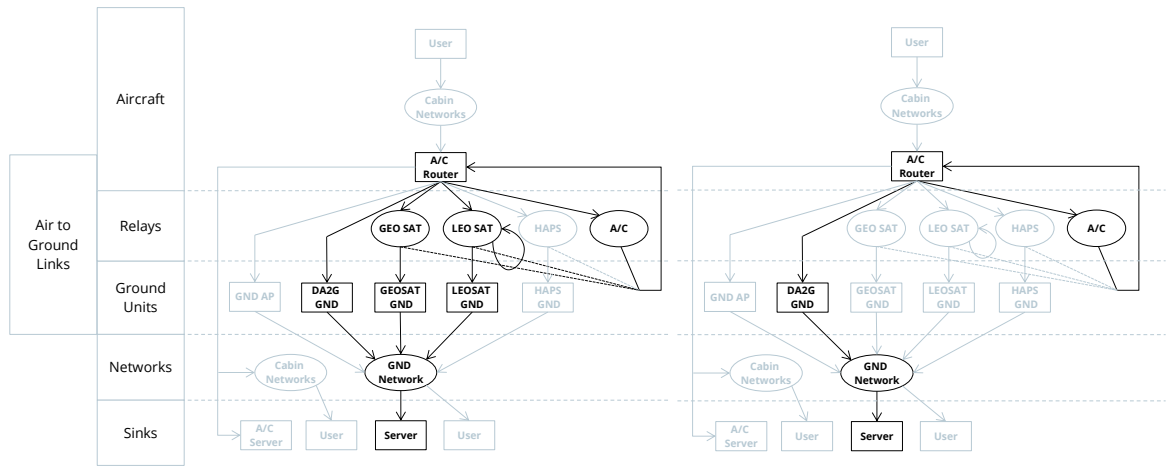 User
Cabin
Networks
A/C
Router
User
Cabin
Networks
A/C
Router
Aircraft
Air to
Ground
Links
Relays
GEO SAT
LEO SAT
HAPS
A/C
GEO SAT
LEO SAT
HAPS
A/C
Ground
Units
GND AP
DA2G
GND
GEOSAT
GND
LEOSAT
GND
HAPS
GND
GND AP
DA2G
GND
GEOSAT
GND
LEOSAT
GND
HAPS
GND
Networks
Cabin
Networks
GND
Network
Cabin
Networks
GND
Network
Sinks
A/C
Server
User
Server
User
A/C
Server
User
Server
User